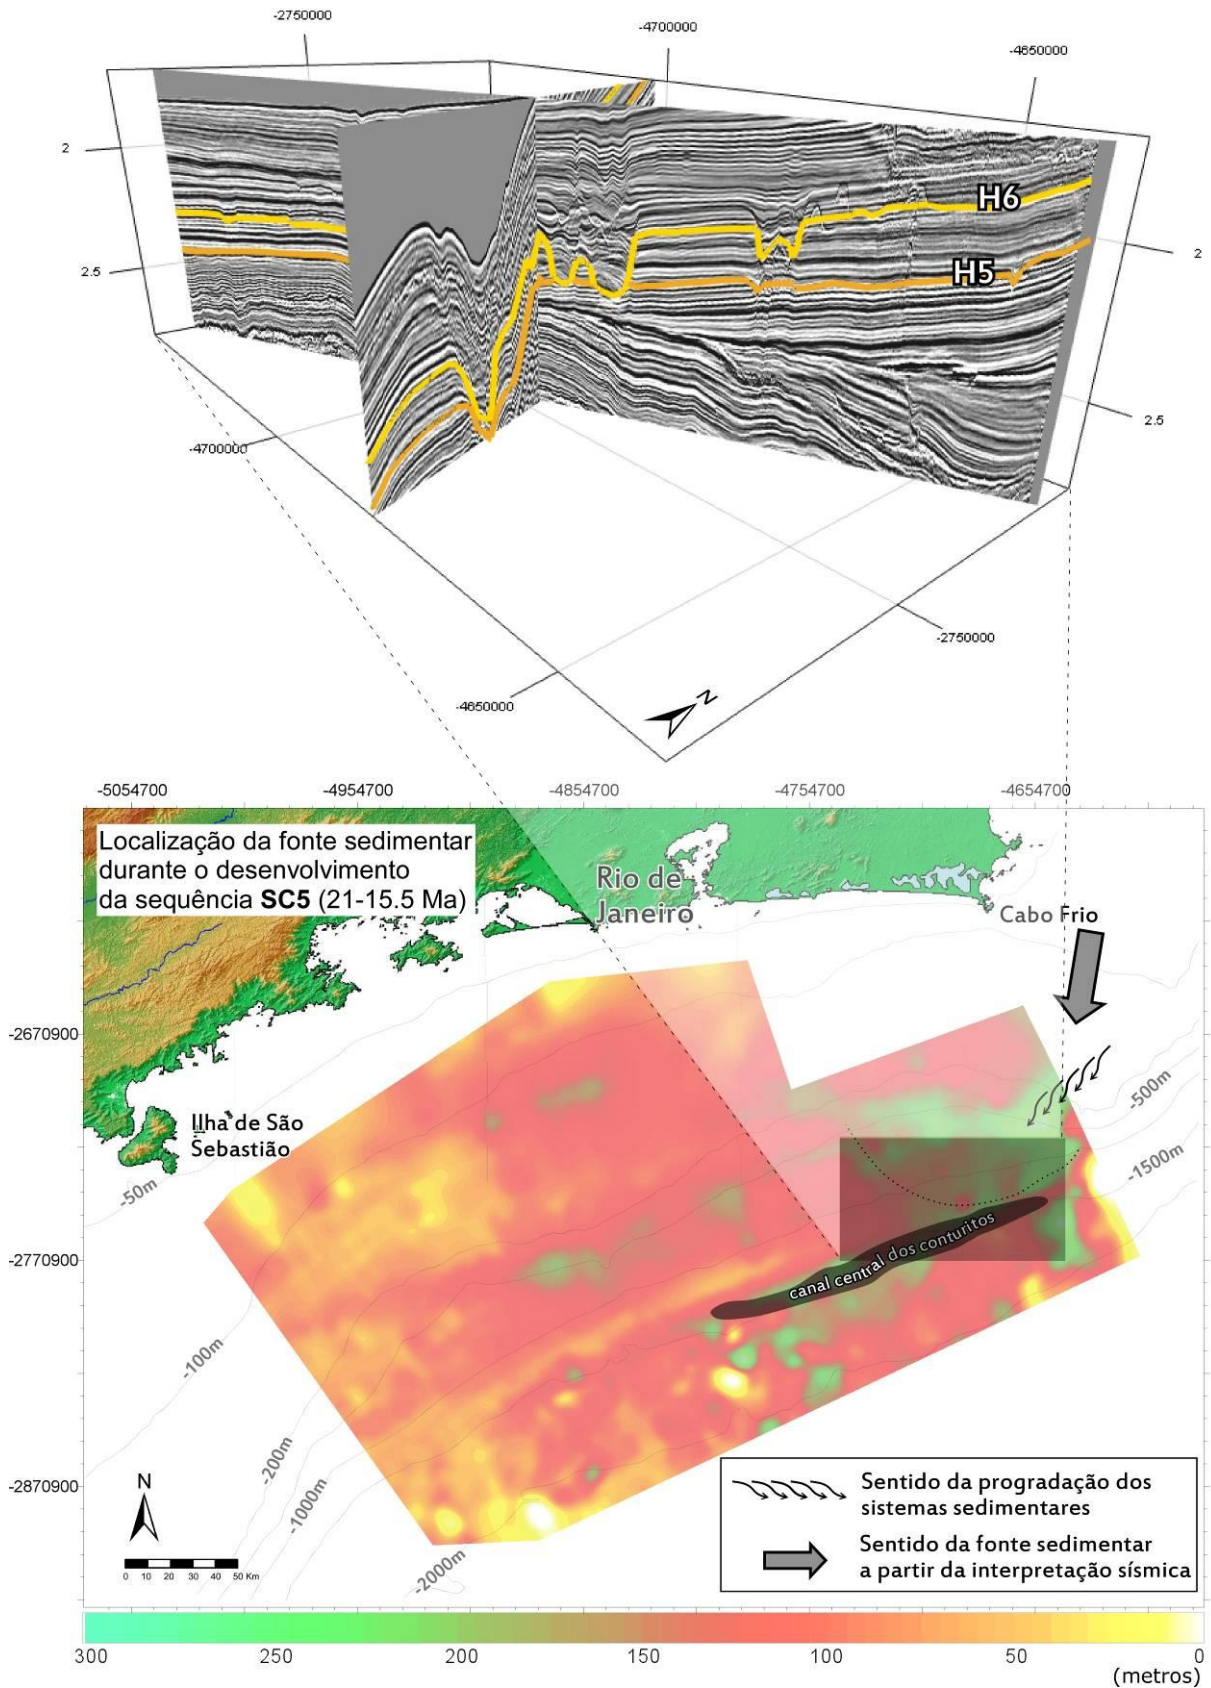 -2750000
-4700000
-4650000
2
H6
2
2.5
H5
2.5
-4700000
-2750000
-4650000
N
-5054700
-4954700
-4854700
-4754700
-4654700
Localização da fonte sedimentar
durante o desenvolvimento
da sequência SC5 (21-15.5 Ma)
Rio de
Janeiro
Cabo Frio
-2670900
-500m
Ilha de São
Sebastião
-50m
-1500m
-2770900
canal central dos conturitos
-100m
-200m
-1000m
-2870900
-2000m
N
0 10 20 30 40 50 Km
Sentido da progradação dos
sistemas sedimentares
Sentido da fonte sedimentar
a partir da interpretação sísmica
300 250 200 150 100 50 0
(metros)